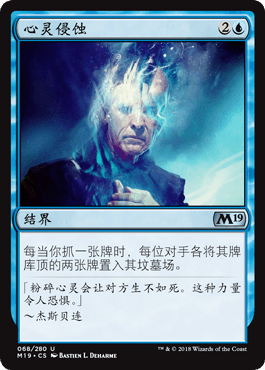 心灵侵蚀 2
结界 M19
每当你抓一张牌时，每位对手各将其牌
库顶的两张牌置入其坟墓场。
「粉碎心灵会让对方生不如死。这种力量
令人恐惧。」
～杰斯贝连
068/280 U
M19 • CS BASTIEN L. DEHARME
™ & © 2018 Wizards of the Coast